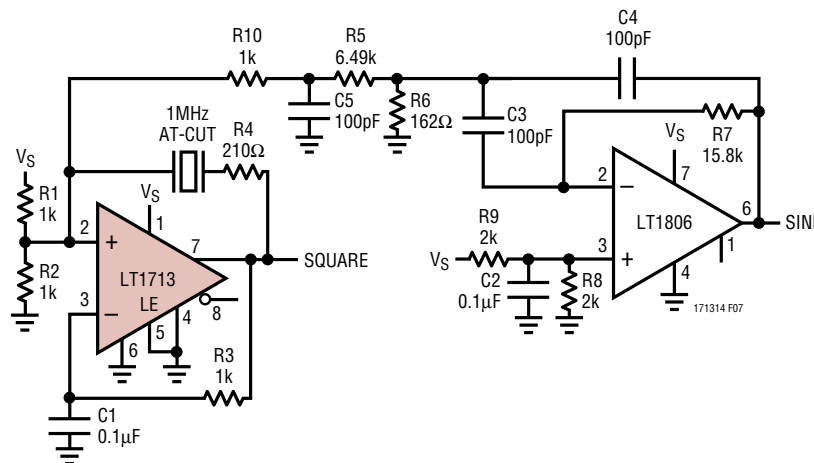 C4
100pF
R10
1k
R5
6.49k
C5
100pF
R6
162Ω
C3
100pF
R7
15.8k
1MHz
AT-CUT
R4
210Ω
VS
R1
1k
R2
1k
VS
1
2
+
7
SQUARE
LT1713
LE
3
–
8
4
5
6
R3
1k
C1
0.1µF
VS
7
2
–
LT1806
6
SIN
R9
2k
VS
3
+
1
4
C2
0.1µF
R8
2k
171314 F07